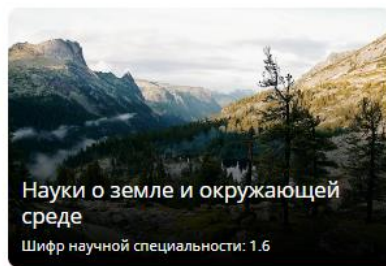 Науки о земле и окружающей
среде
Шифр научной специальности: 1.6